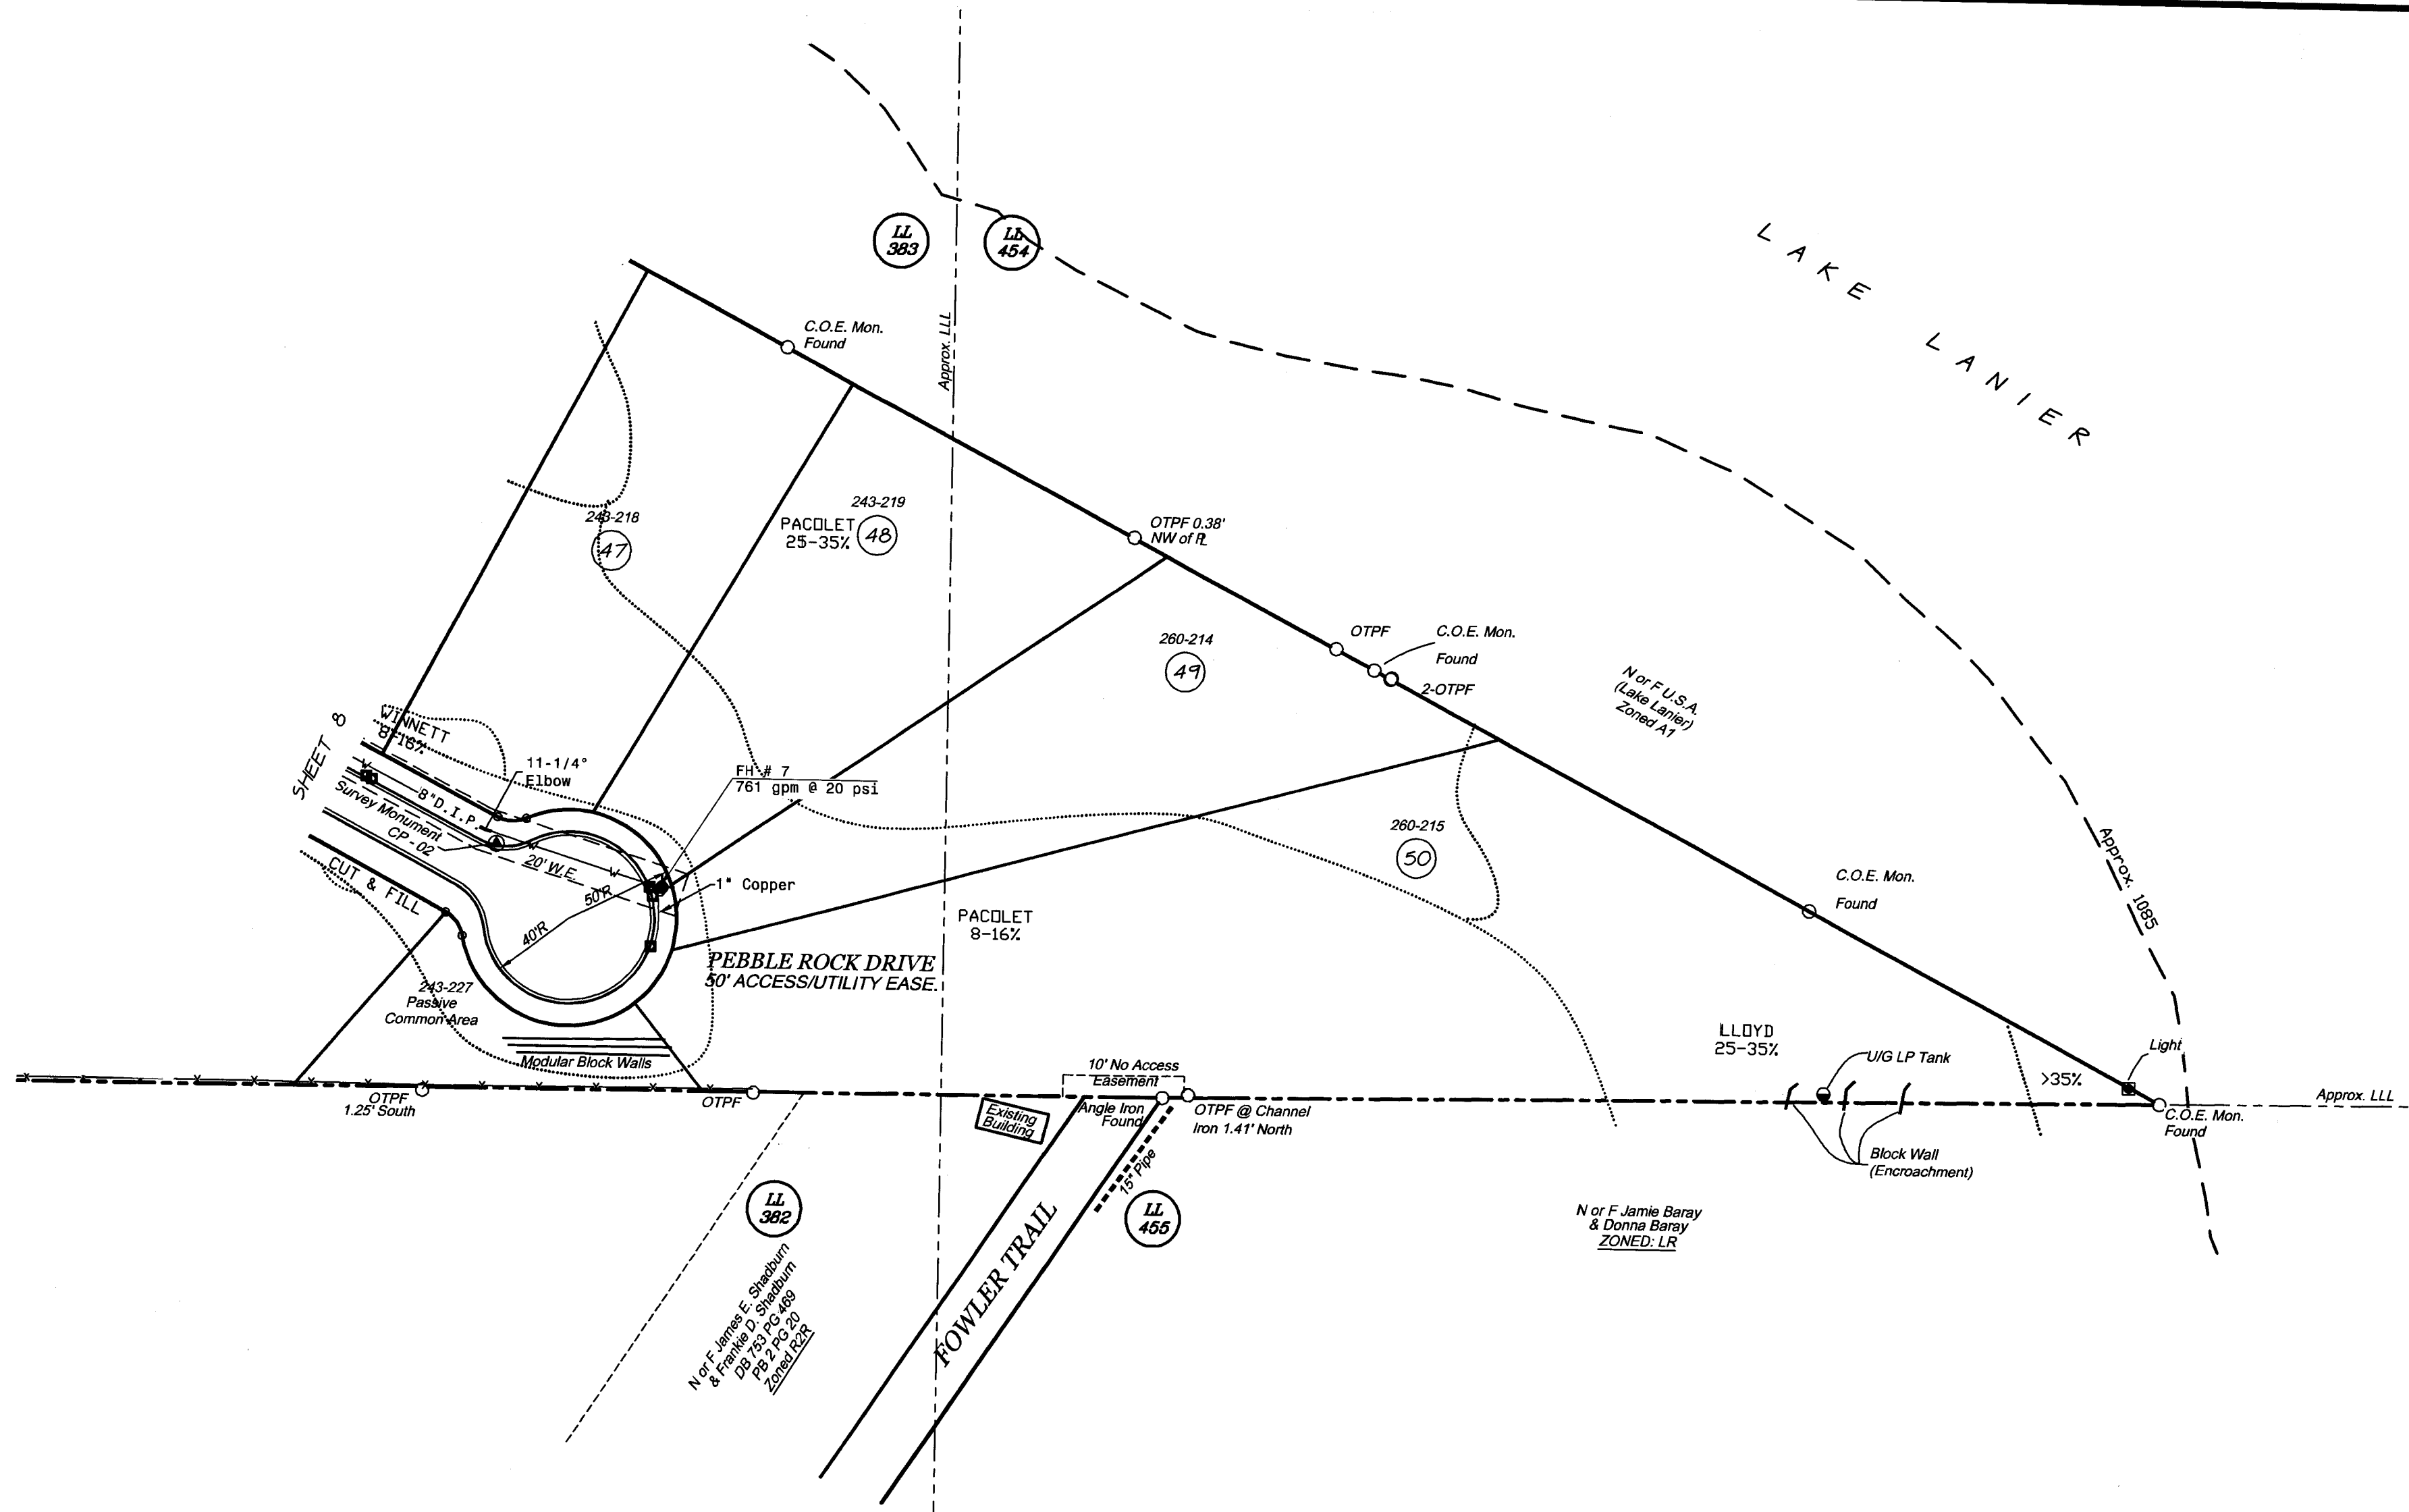 LAKE LANIER
LL
383
LL
454
Approx. LLL
C.O.E. Mon.
Found
243-218
47
243-219
PACOLET
25-35%
48
OTPF 0.38'
NW of PL
260-214
49
OTPF
C.O.E. Mon.
Found
2-OTPF
N or F U.S.A.
(Lake Lanier)
Zoned A1
SHEET 8
WINNETT
8-16%
11-1/4°
Elbow
FH # 7
761 gpm @ 20 psi
8"D.I.P.
Survey Monument
CP - 02
W
W
W
20' W.E.
50'R
40'R
1" Copper
CUT & FILL
260-215
50
C.O.E. Mon.
Found
Approx. 1085
PACOLET
8-16%
PEBBLE ROCK DRIVE
50' ACCESS/UTILITY EASE.
243-227
Passive
Common Area
Modular Block Walls
LLOYD
25-35%
U/G LP Tank
Light
>35%
Approx. LLL
C.O.E. Mon.
Found
OTPF
1.25' South
OTPF
10' No Access
Easement
Existing
Building
Angle Iron
Found
OTPF @ Channel
Iron 1.41' North
15" Pipe
Block Wall
(Encroachment)
LL
382
LL
455
FOWLER TRAIL
N or F Jamie Baray
& Donna Baray
ZONED: LR
N or F James E. Shadburn
& Frankie D. Shadburn
DB 753 PG 469
PB 2 PG 20
Zoned R2R